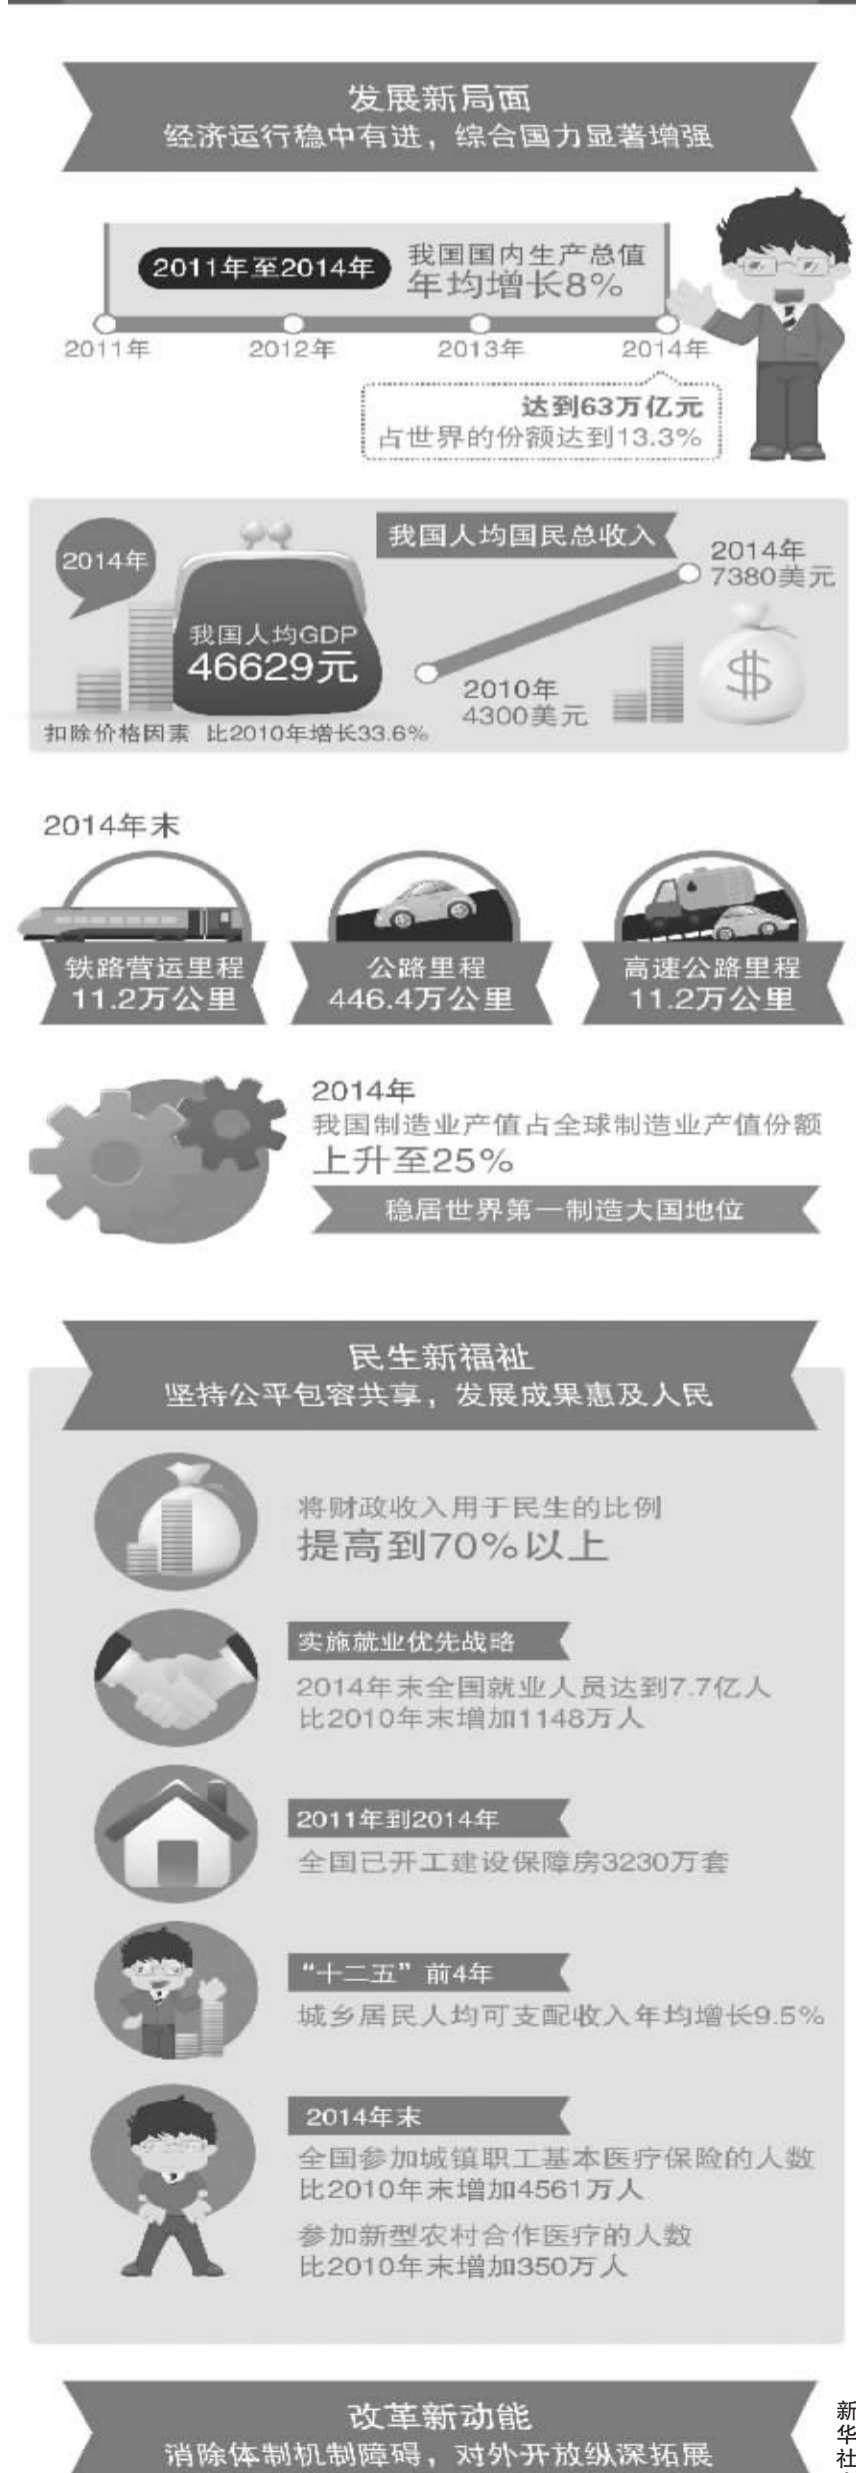 发展新局面
经济运行稳中有进，综合国力显著增强
2011年至2014年
我国国内生产总值
年均增长8%
2011年
2012年
2013年
2014年
达到63万亿元
占世界的份额达到13.3%
2014年
我国人均GDP
46629元
扣除价格因素 比2010年增长33.6%
我国人均国民总收入
2014年
7380美元
2010年
4300美元
$
2014年末
铁路营运里程
11.2万公里
公路里程
446.4万公里
高速公路里程
11.2万公里
2014年
我国制造业产值占全球制造业产值份额
上升至25%
稳居世界第一制造大国地位
民生新福祉
坚持公平包容共享，发展成果惠及人民
将财政收入用于民生的比例
提高到70%以上
实施就业优先战略
2014年末全国就业人员达到7.7亿人
比2010年末增加1148万人
2011年到2014年
全国已开工建设保障房3230万套
“十二五”前4年
城乡居民人均可支配收入年均增长9.5%
2014年末
全国参加城镇职工基本医疗保险的人数
比2010年末增加4561万人
参加新型农村合作医疗的人数
比2010年末增加350万人
改革新动能
消除体制机制障碍，对外开放纵深拓展
新华社